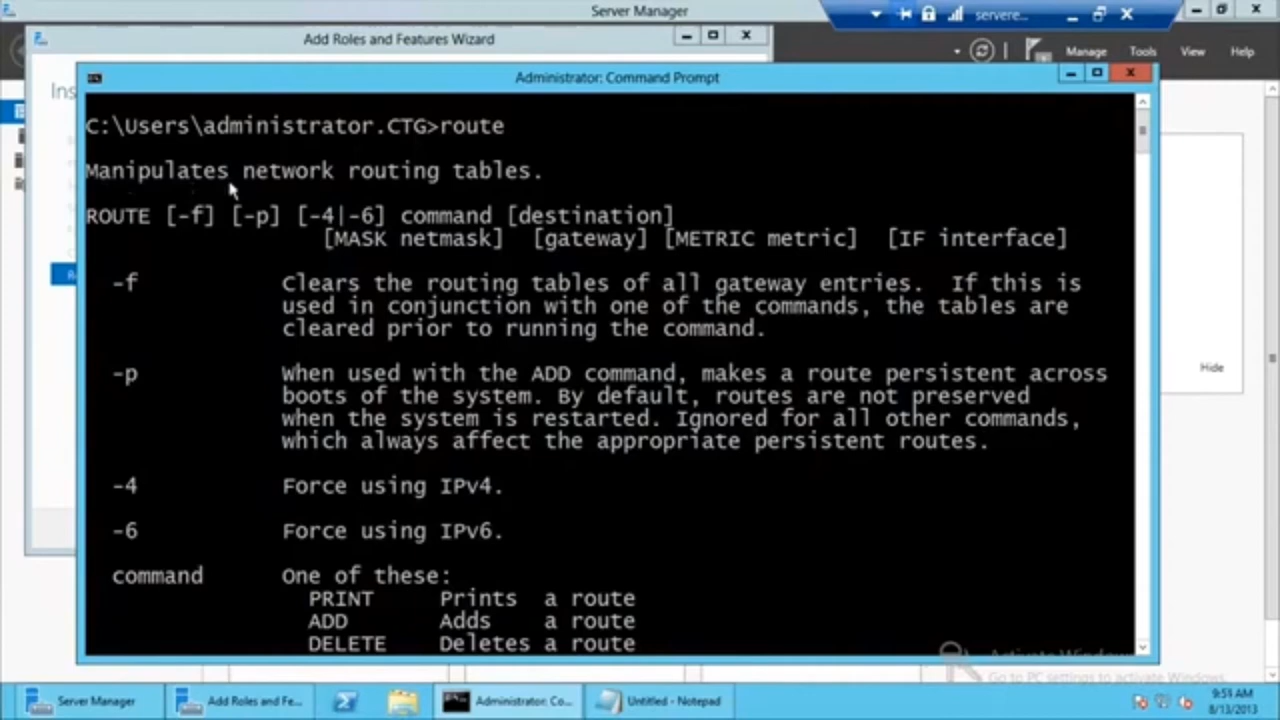 Server Manager
servere...
Add Roles and Features Wizard
Manage Tools View Help
Administrator: Command Prompt
Ins
C:\Users\administrator.CTG>route
Manipulates network routing tables.
ROUTE [-f] [-p] [-4|-6] command [destination]
[MASK netmask] [gateway] [METRIC metric] [IF interface]
-f Clears the routing tables of all gateway entries. If this is
used in conjunction with one of the commands, the tables are
cleared prior to running the command.
-p When used with the ADD command, makes a route persistent across
boots of the system. By default, routes are not preserved
when the system is restarted. Ignored for all other commands,
which always affect the appropriate persistent routes.
Hide
-4 Force using IPv4.
-6 Force using IPv6.
command One of these:
PRINT Prints a route
ADD Adds a route
DELETE Deletes a route
Activate Windows
Go to PC settings to activate Windows.
Server Manager
Add Roles and Fe...
Administrator: Co...
Untitled - Notepad
9:51 AM
8/13/2013